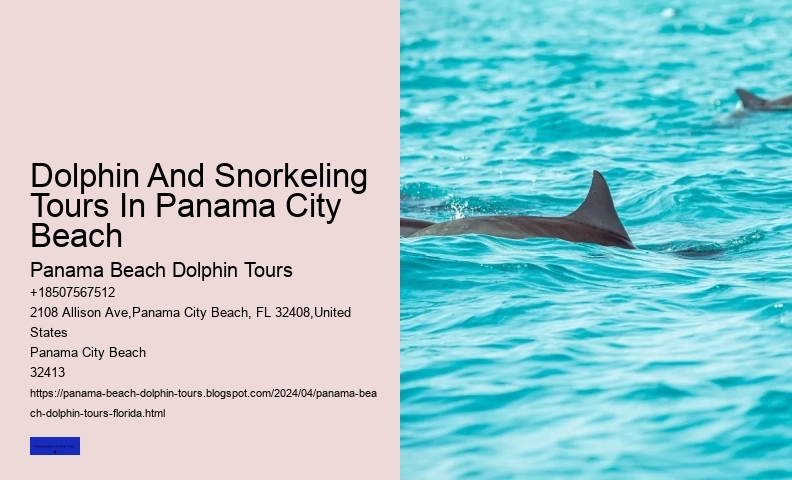 Dolphin And Snorkeling
Tours In Panama City
Beach
Panama Beach Dolphin Tours
+18507567512
2108 Allison Ave,Panama City Beach, FL 32408,United
States
Panama City Beach
32413
https://panama-beach-dolphin-tours.blogspot.com/2024/04/panama-bea
ch-dolphin-tours-florida.html